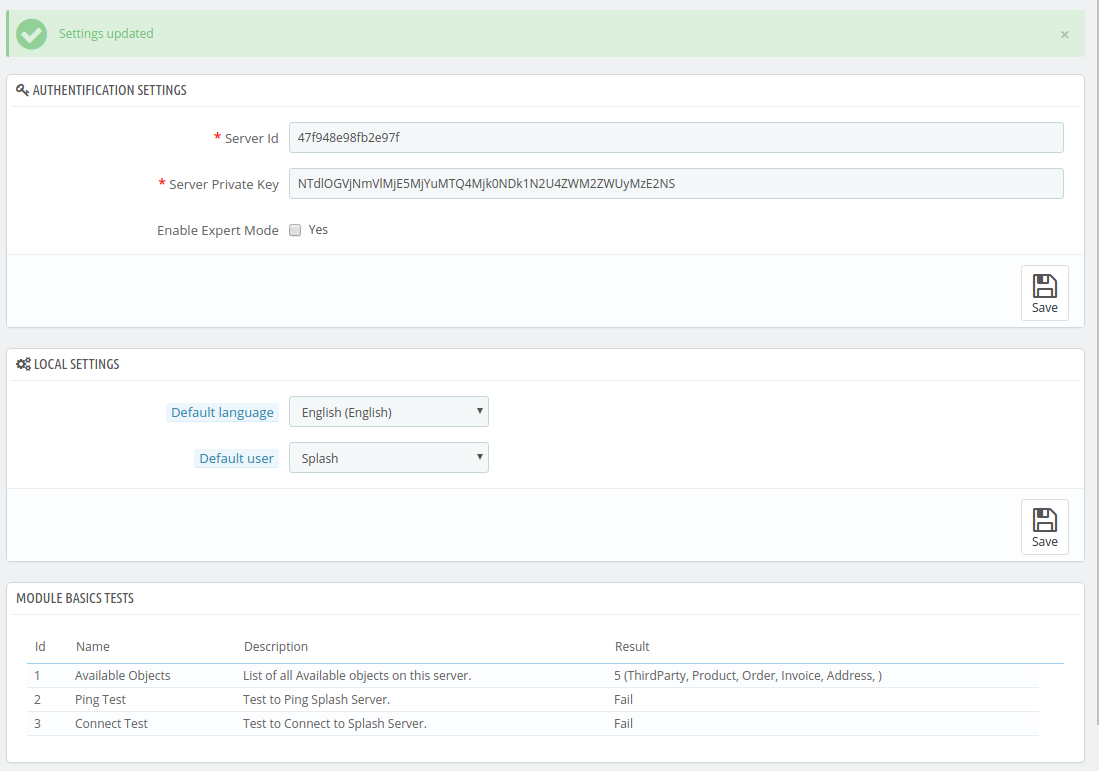 Settings updated ×
AUTHENTIFICATION SETTINGS
* Server Id 47f948e98fb2e97f
* Server Private Key NTdlOGVjNmVlMjE5MjYuMTQ4Mjk0NDk1N2U4ZWM2ZWUyMzE2NS
Enable Expert Mode Yes
Save
LOCAL SETTINGS
Default language English (English)
Default user Splash
Save
MODULE BASICS TESTS
Id Name Description Result
1 Available Objects List of all Available objects on this server. 5 (ThirdParty, Product, Order, Invoice, Address, )
2 Ping Test Test to Ping Splash Server. Fail
3 Connect Test Test to Connect to Splash Server. Fail